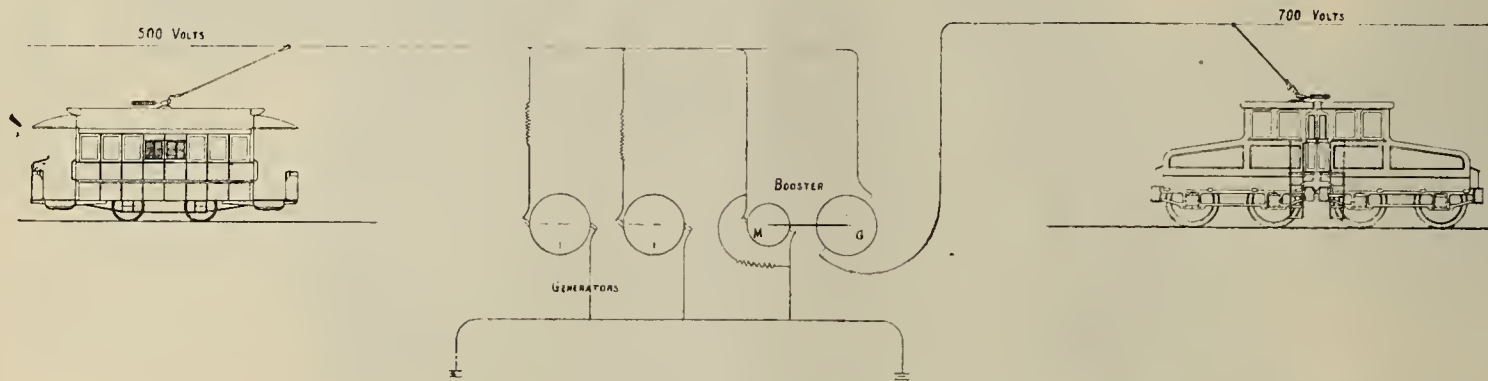 500 VOLTS
700 VOLTS
BOOSTER
M
G
GENERATORS